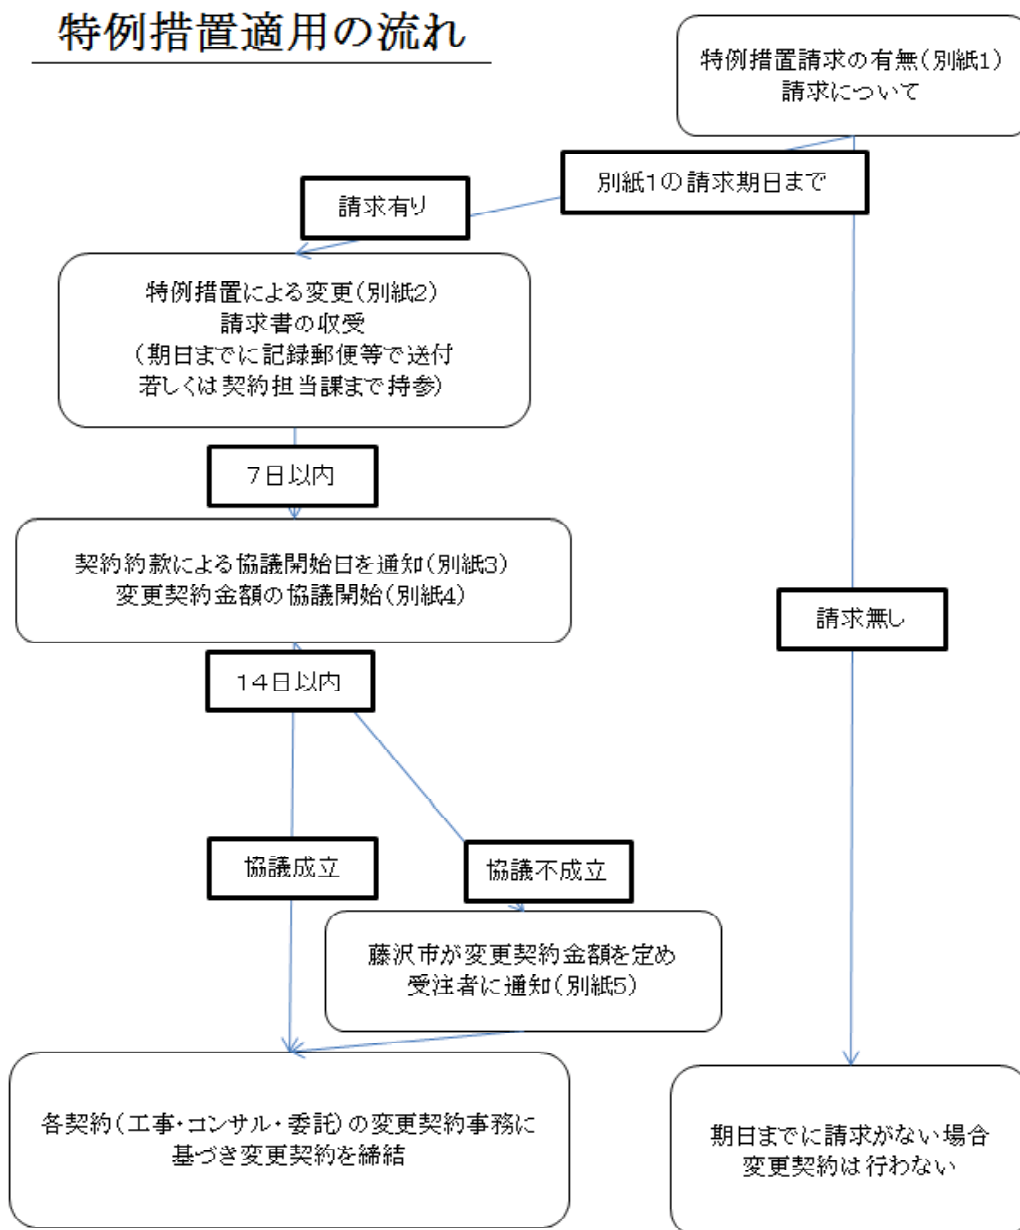 特例措置適用の流れ
特例措置請求の有無(別紙1)
請求について
別紙1の請求期日まで
請求有り
特例措置による変更(別紙2)
請求書の収受
(期日までに記録郵便等で送付
若しくは契約担当課まで持参)
7日以内
契約約款による協議開始日を通知(別紙3)
変更契約金額の協議開始(別紙4)
請求無し
14日以内
協議成立
協議不成立
藤沢市が変更契約金額を定め
受注者に通知(別紙5)
各契約(工事・コンサル・委託)の変更契約事務に
基づき変更契約を締結
期日までに請求がない場合
変更契約は行わない